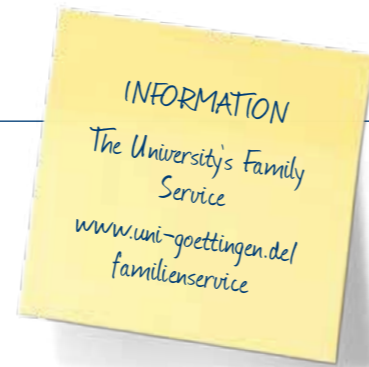 INFORMATION
The University's Family
Service
www.uni-goettingen.de/
familienservice